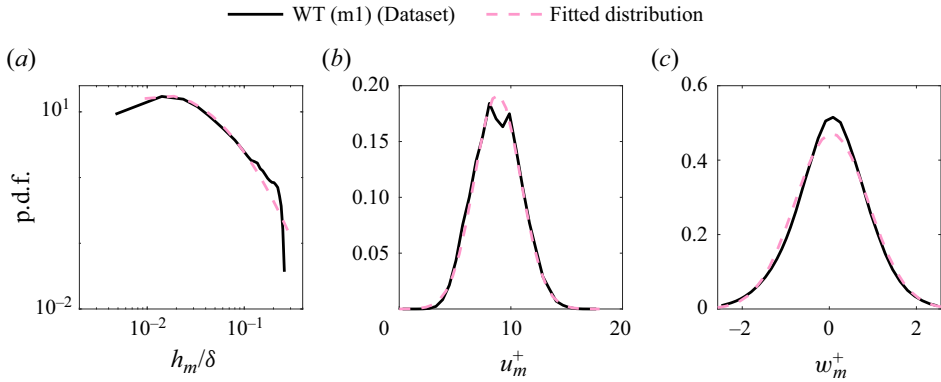 WT (m1) (Dataset) Fitted distribution
(a) (b) (c)
p.d.f.
10^1
10^{–2}
10^{–2} 10^{–1}
h_m/δ
0.20
0.15
0.10
0.05
0 10 20
u_m^+
0.6
0.4
0.2
0
–2 0 2
w_m^+